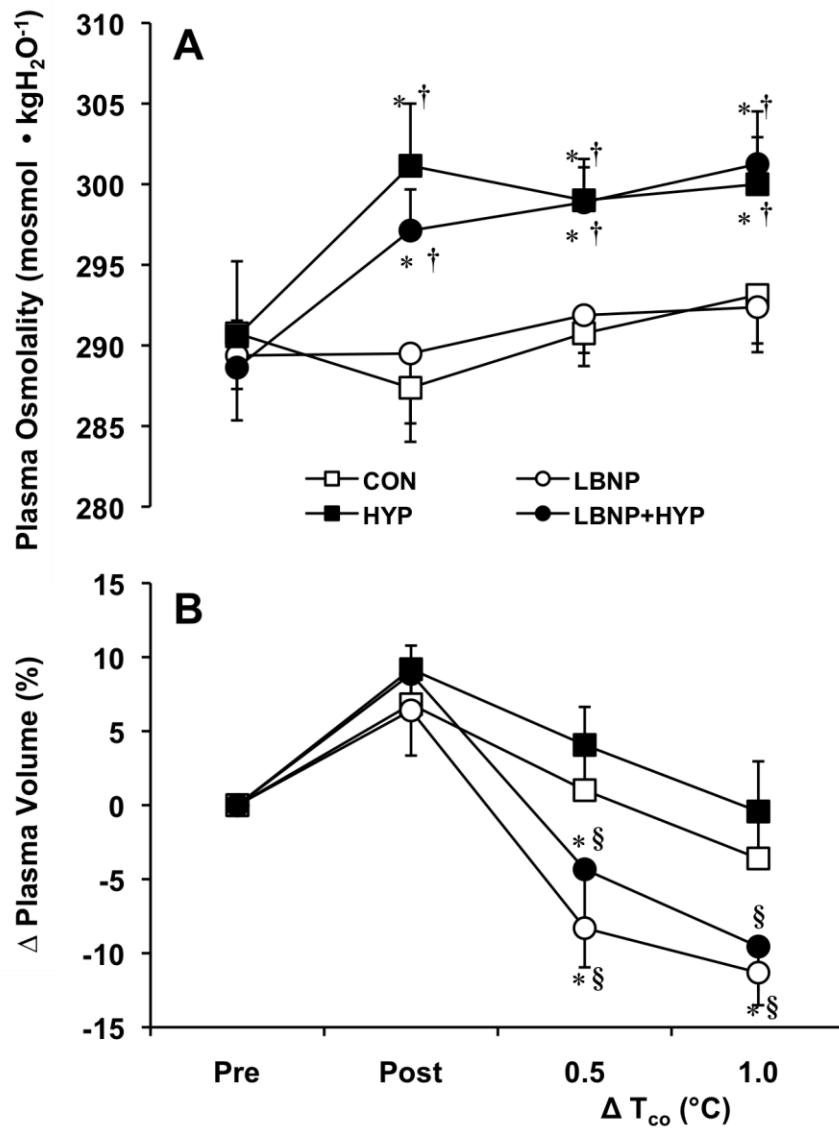 A
Plasma Osmolality (mosmol • kgH₂O⁻¹)
310
305
300
295
290
285
280
* †
* †
* †
* †
* †
* †
CON
LBNP
HYP
LBNP+HYP
B
Δ Plasma Volume (%)
15
10
5
0
-5
-10
-15
* §
* §
§
* §
Pre
Post
0.5
1.0
Δ T_co (°C)